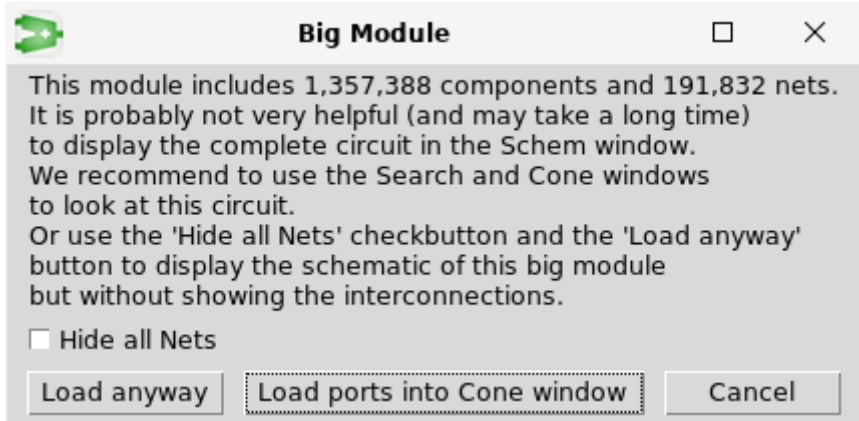 Big Module
This module includes 1,357,388 components and 191,832 nets.
It is probably not very helpful (and may take a long time)
to display the complete circuit in the Schem window.
We recommend to use the Search and Cone windows
to look at this circuit.
Or use the 'Hide all Nets' checkbutton and the 'Load anyway'
button to display the schematic of this big module
but without showing the interconnections.
Hide all Nets
Load anyway Load ports into Cone window Cancel